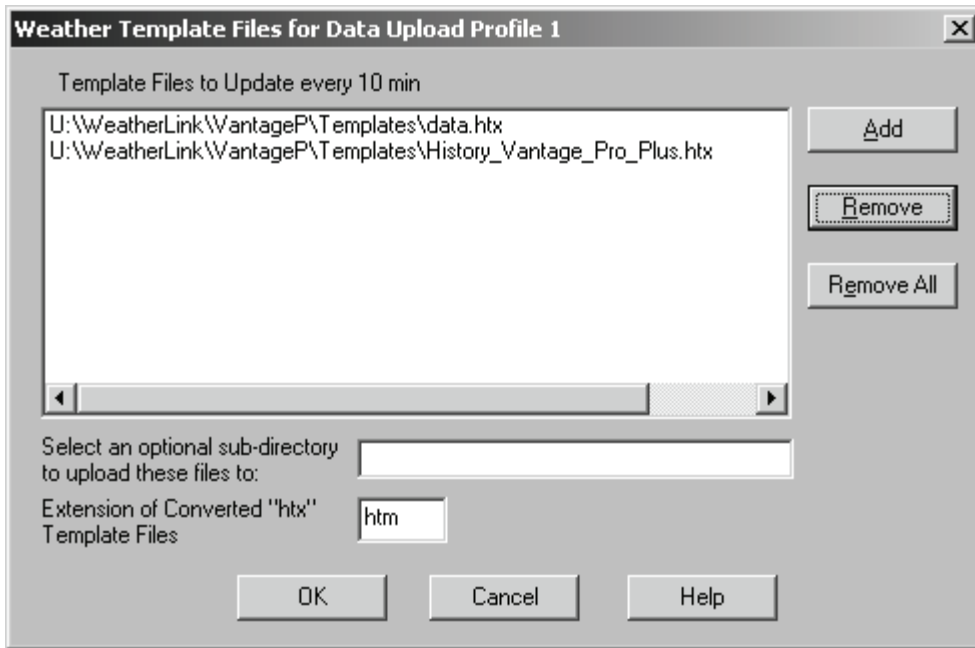 Weather Template Files for Data Upload Profile 1
Template Files to Update every 10 min
U:\WeatherLink\VantageP\Templates\data.htx
U:\WeatherLink\VantageP\Templates\History_Vantage_Pro_Plus.htx
Add
Remove
Remove All
Select an optional sub-directory
to upload these files to:
Extension of Converted "htx"
Template Files
htm
OK
Cancel
Help